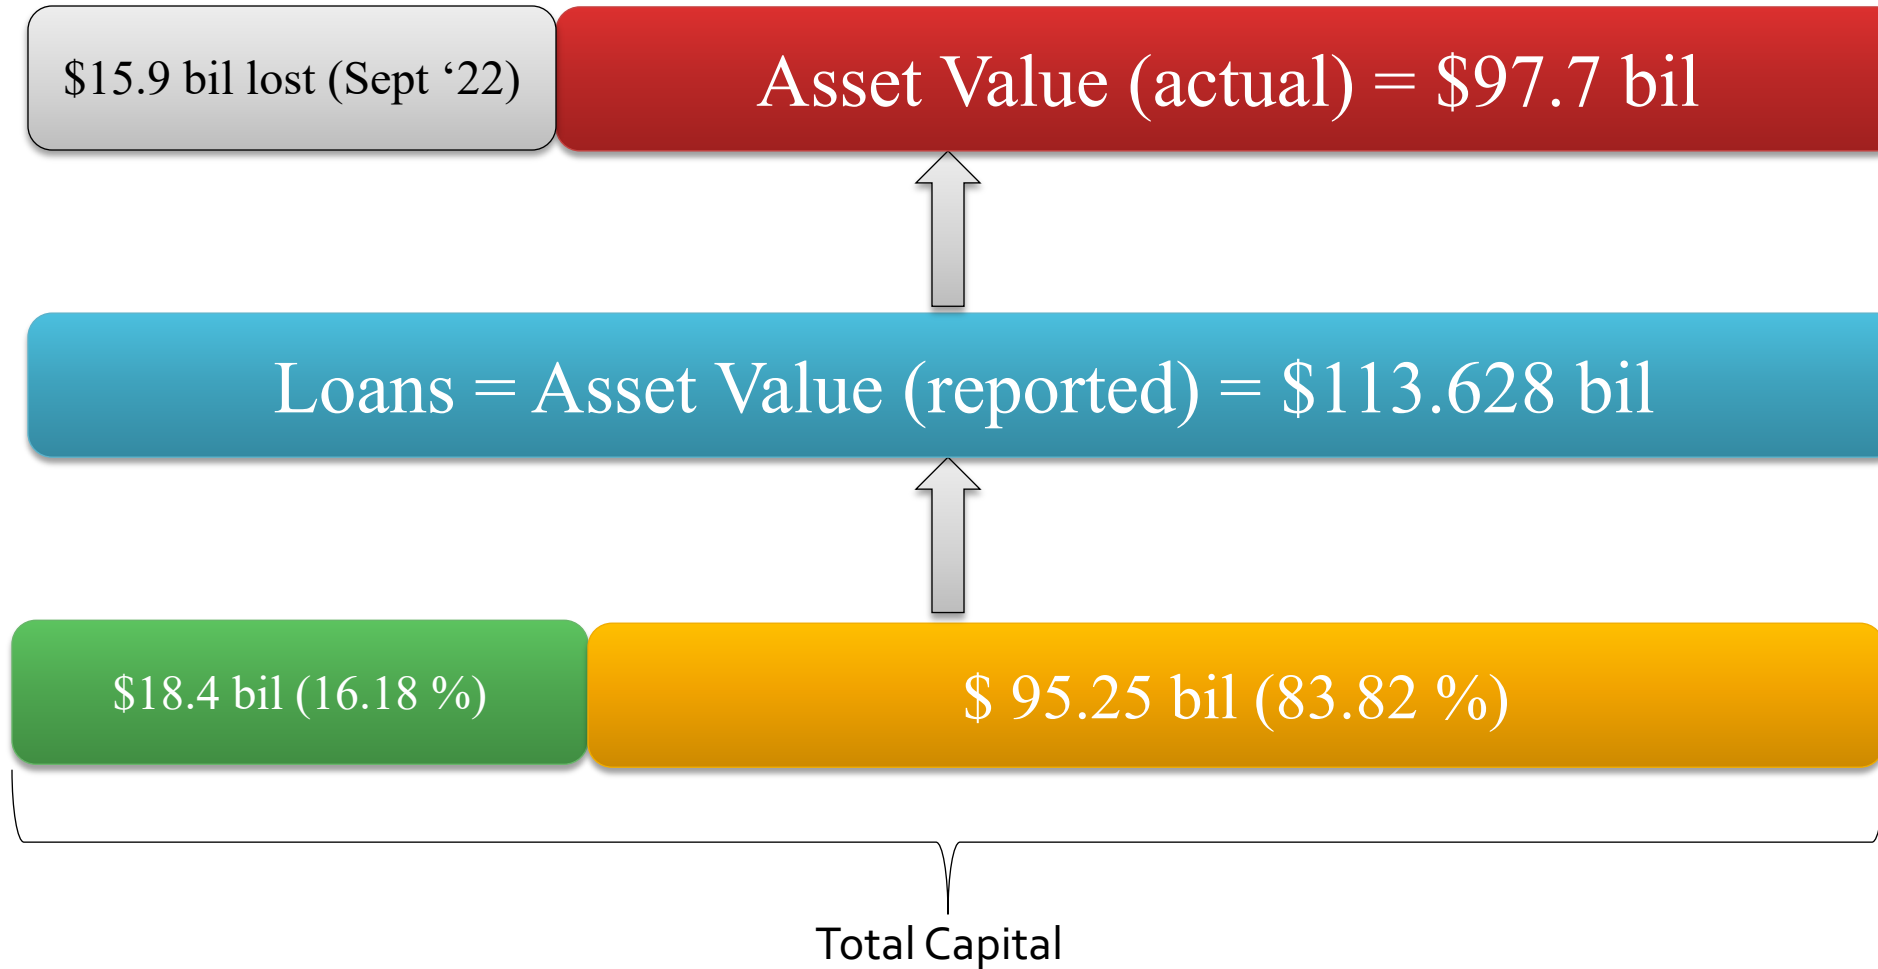 $15.9 bil lost (Sept ‘22)
Asset Value (actual) = $97.7 bil
Loans = Asset Value (reported) = $113.628 bil
$18.4 bil (16.18 %)
$ 95.25 bil (83.82 %)
Total Capital